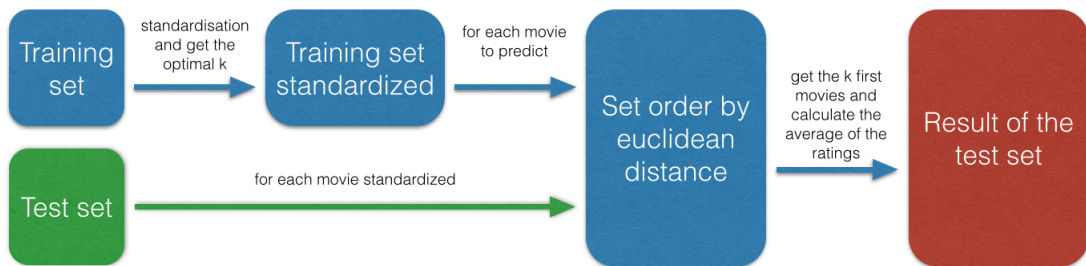 Training
set
standardisation
and get the
optimal k
Training set
standardized
for each movie
to predict
Set order by
euclidean
distance
get the k first
movies and
calculate the
average of the
ratings
Result of the
test set
Test set
for each movie standardized